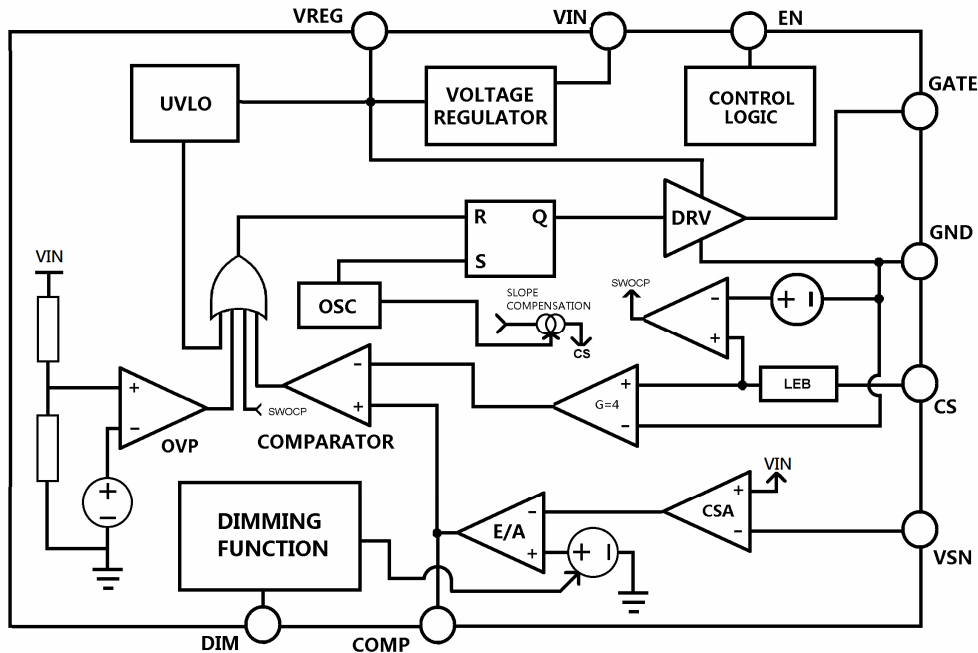 VREG
VIN
EN
UVLO
VOLTAGE
REGULATOR
CONTROL
LOGIC
GATE
R
Q
S
DRV
GND
VIN
OSC
SLOPE
COMPENSATION
CS
SWOCP
-
+
+ -
+
-
OVP
SWOCP
-
+
COMPARATOR
+
G=4
-
LEB
CS
+
-
DIMMING
FUNCTION
-
E/A
+
+ -
+
CSA
-
VIN
VSN
DIM
COMP